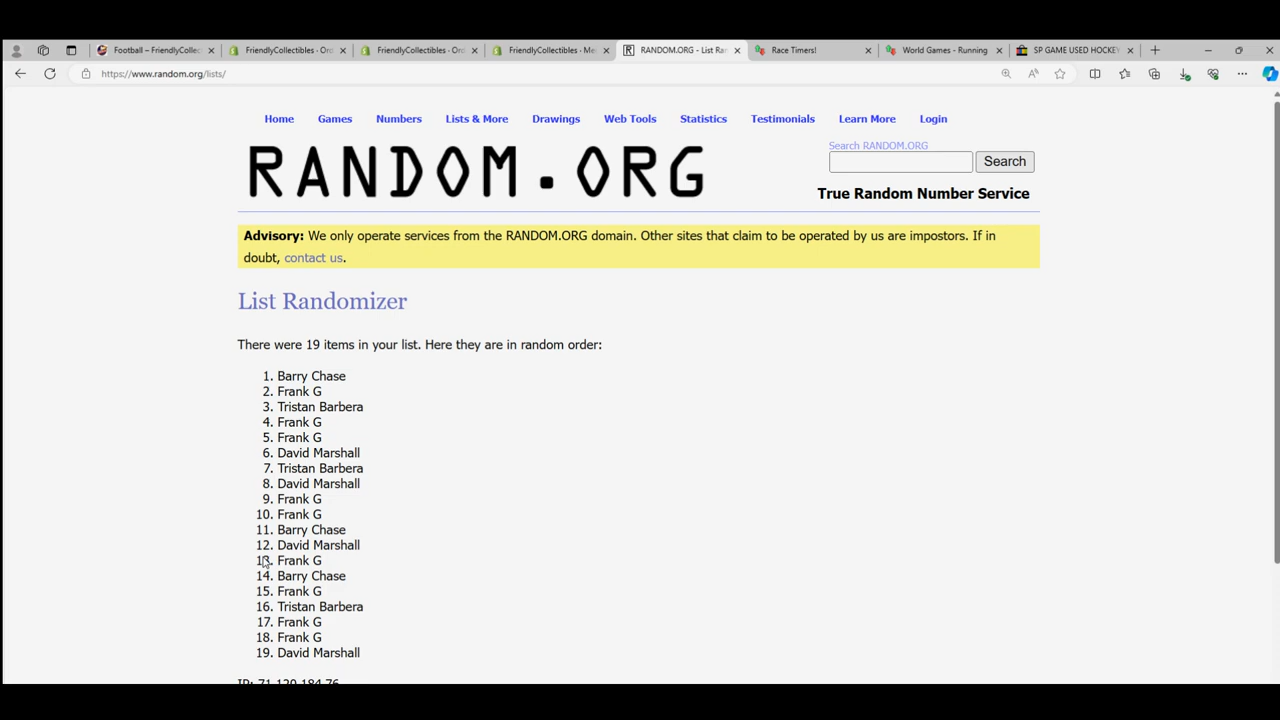 Football – FriendlyCollec
FriendlyCollectibles - Ord
FriendlyCollectibles - Ord
FriendlyCollectibles - Me
RANDOM.ORG - List Ra
Race Timers!
World Games - Running
SP GAME USED HOCKEY
https://www.random.org/lists/
Home Games Numbers Lists & More Drawings Web Tools Statistics Testimonials Learn More Login
RANDOM.ORG
Search RANDOM.ORG
Search
True Random Number Service
Advisory: We only operate services from the RANDOM.ORG domain. Other sites that claim to be operated by us are impostors. If in
doubt, contact us.
List Randomizer
There were 19 items in your list. Here they are in random order:
1. Barry Chase
2. Frank G
3. Tristan Barbera
4. Frank G
5. Frank G
6. David Marshall
7. Tristan Barbera
8. David Marshall
9. Frank G
10. Frank G
11. Barry Chase
12. David Marshall
13. Frank G
14. Barry Chase
15. Frank G
16. Tristan Barbera
17. Frank G
18. Frank G
19. David Marshall